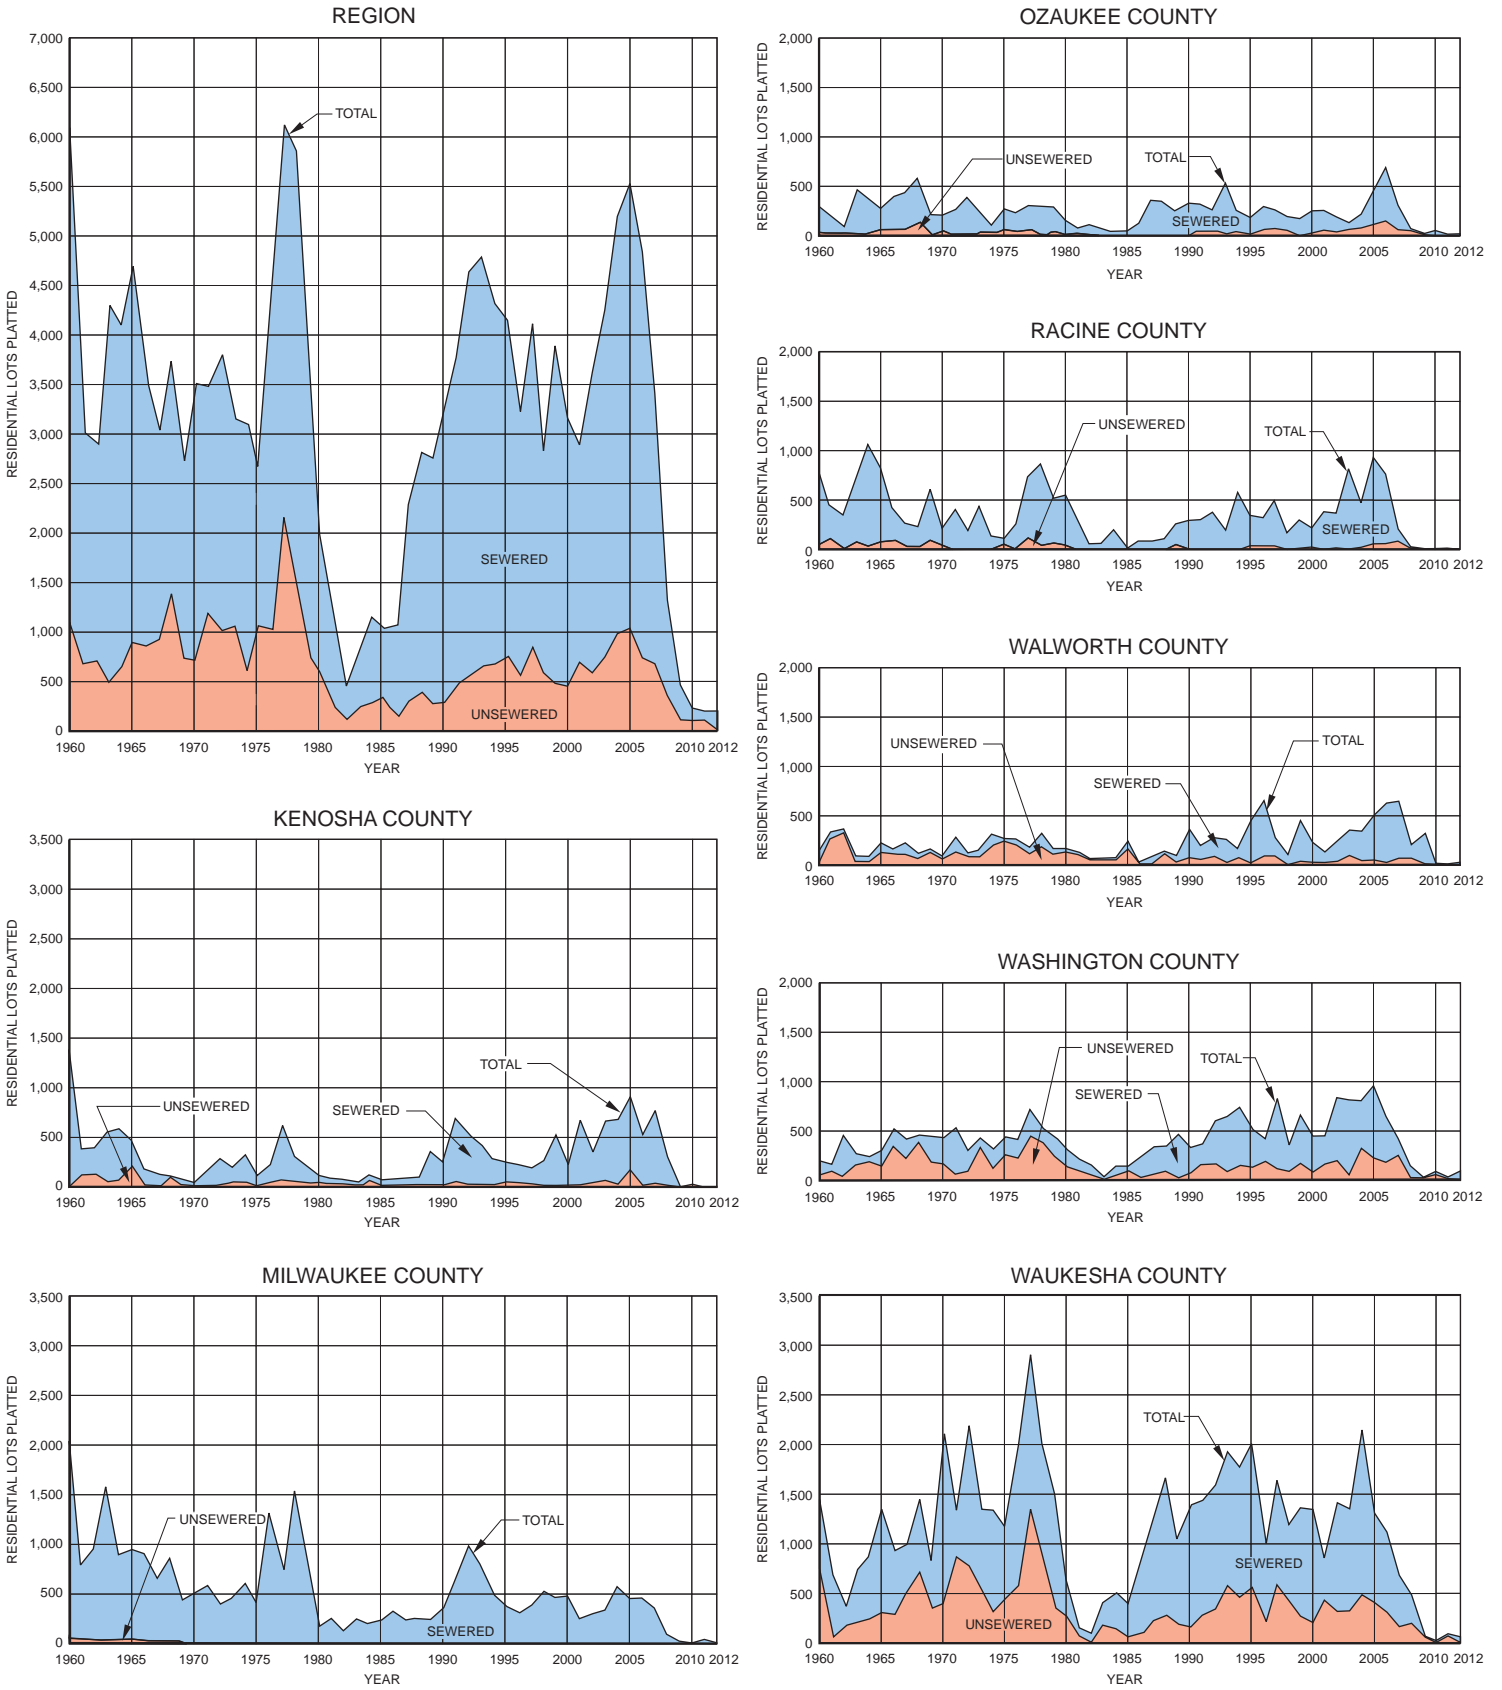 REGION
7,000
6,500
6,000
5,500
5,000
4,500
4,000
3,500
3,000
2,500
2,000
1,500
1,000
500
0
RESIDENTIAL LOTS PLATTED
TOTAL
SEWERED
UNSEWERED
1960 1965 1970 1975 1980 1985 1990 1995 2000 2005 2010 2012
YEAR
KENOSHA COUNTY
3,500
3,000
2,500
2,000
1,500
1,000
500
0
RESIDENTIAL LOTS PLATTED
TOTAL
UNSEWERED
SEWERED
1960 1965 1970 1975 1980 1985 1990 1995 2000 2005 2010 2012
YEAR
MILWAUKEE COUNTY
3,500
3,000
2,500
2,000
1,500
1,000
500
0
RESIDENTIAL LOTS PLATTED
UNSEWERED
TOTAL
SEWERED
1960 1965 1970 1975 1980 1985 1990 1995 2000 2005 2010 2012
YEAR
OZAUKEE COUNTY
2,000
1,500
1,000
500
0
RESIDENTIAL LOTS PLATTED
UNSEWERED
TOTAL
SEWERED
1960 1965 1970 1975 1980 1985 1990 1995 2000 2005 2010 2012
YEAR
RACINE COUNTY
2,000
1,500
1,000
500
0
RESIDENTIAL LOTS PLATTED
UNSEWERED
TOTAL
SEWERED
1960 1965 1970 1975 1980 1985 1990 1995 2000 2005 2010 2012
YEAR
WALWORTH COUNTY
2,000
1,500
1,000
500
0
RESIDENTIAL LOTS PLATTED
UNSEWERED
TOTAL
SEWERED
1960 1965 1970 1975 1980 1985 1990 1995 2000 2005 2010 2012
YEAR
WASHINGTON COUNTY
2,000
1,500
1,000
500
0
RESIDENTIAL LOTS PLATTED
UNSEWERED
TOTAL
SEWERED
1960 1965 1970 1975 1980 1985 1990 1995 2000 2005 2010 2012
YEAR
WAUKESHA COUNTY
3,500
3,000
2,500
2,000
1,500
1,000
500
0
RESIDENTIAL LOTS PLATTED
TOTAL
SEWERED
UNSEWERED
1960 1965 1970 1975 1980 1985 1990 1995 2000 2005 2010 2012
YEAR